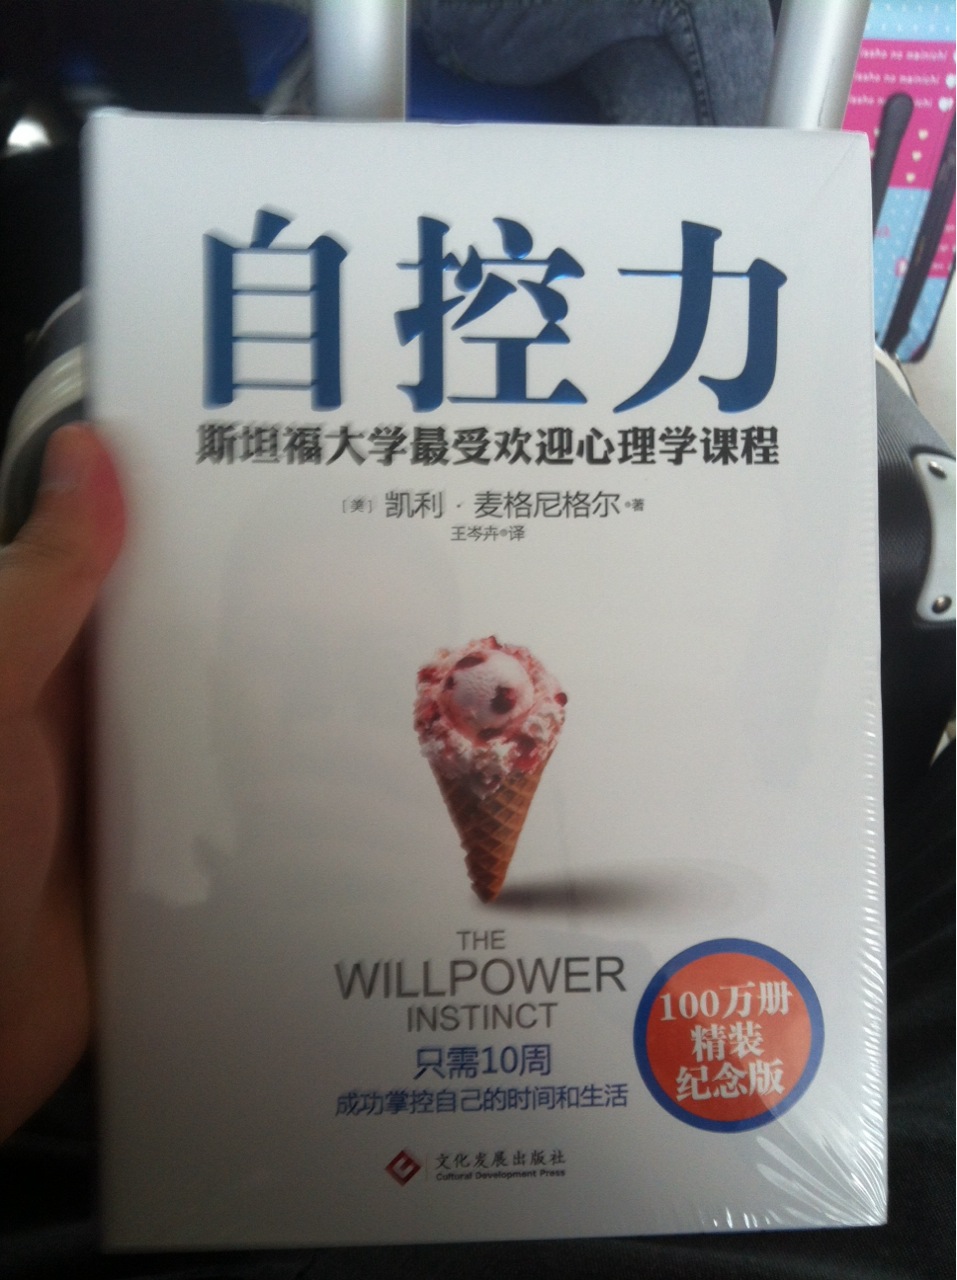 自控力
斯坦福大学最受欢迎心理学课程
［美］凯利·麦格尼格尔●著
王岑卉●译
THE
WILLPOWER
INSTINCT
只需10周
成功掌控自己的时间和生活
100万册
精装
纪念版
文化发展出版社
Cultural Development Press